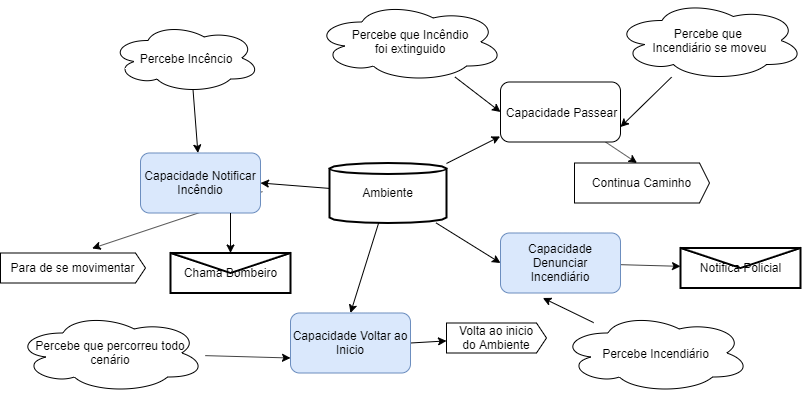 Percebe que Incêndio
foi extinguido
Percebe que
Incendiário se moveu
Percebe Incêncio
Capacidade Passear
Capacidade Notificar
Incêndio
Ambiente
Continua Caminho
Para de se movimentar
Chama Bombeiro
Capacidade
Denunciar
Incendiário
Notifica Policial
Percebe que percorreu todo
cenário
Capacidade Voltar ao
Inicio
Volta ao inicio
do Ambiente
Percebe Incendiário